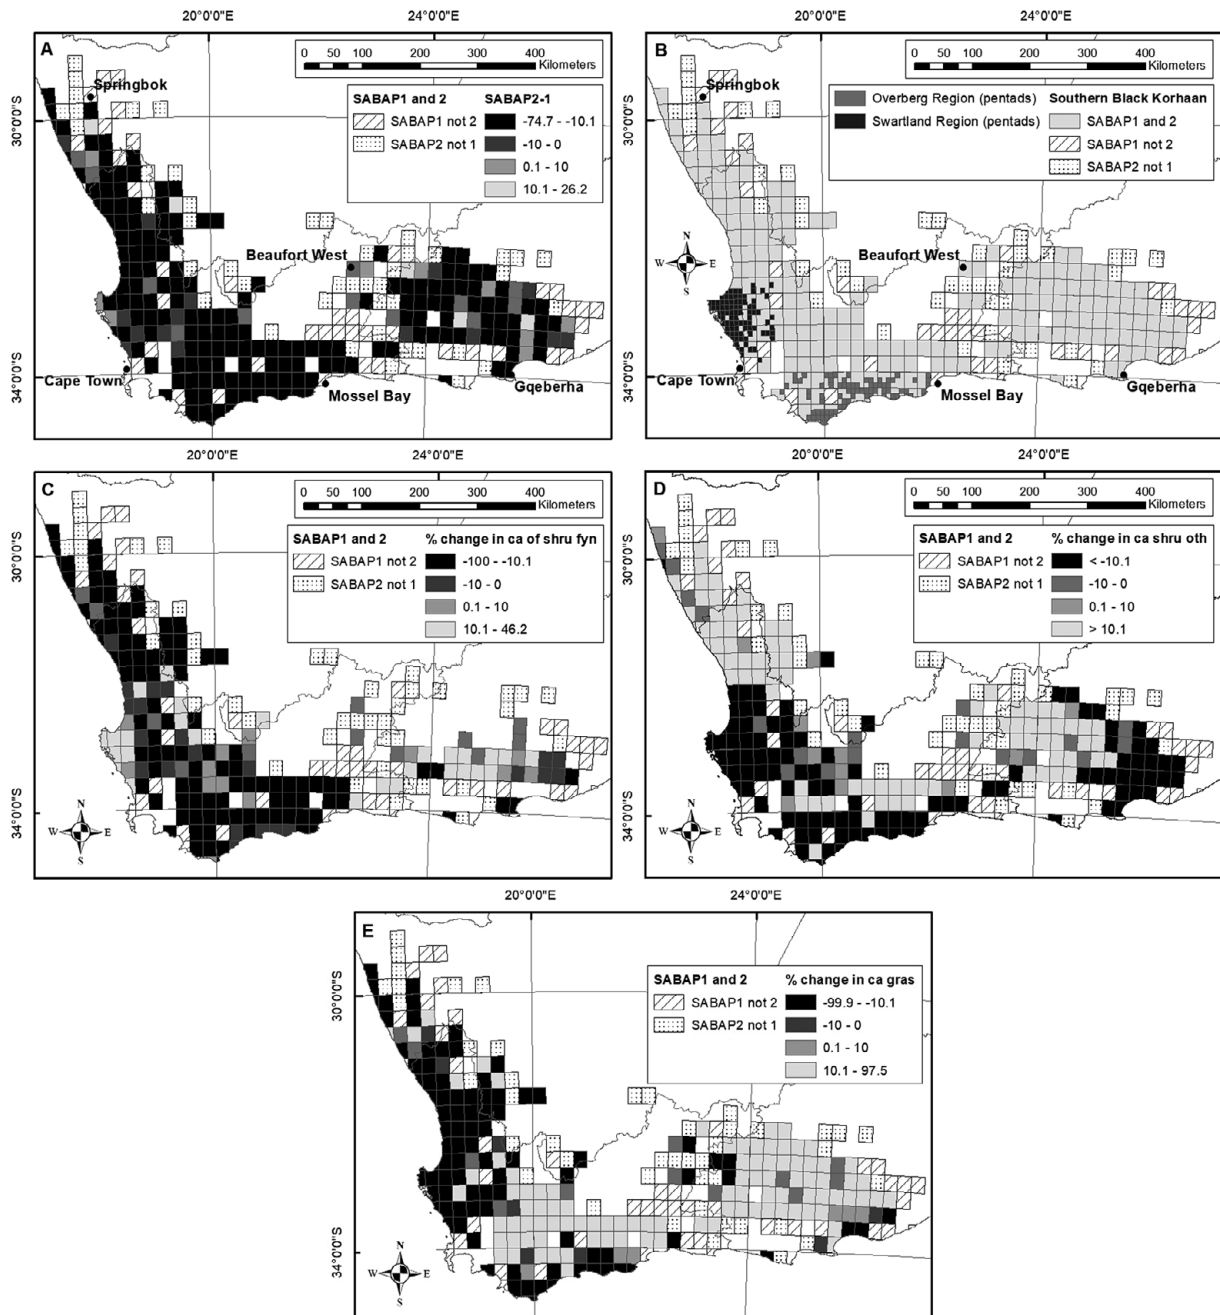 20°0'0"E
24°0'0"E
A
0 50 100 200 300 400
Kilometers
Springbok
SABAP1 and 2
SABAP2-1
SABAP1 not 2
-74.7 - -10.1
SABAP2 not 1
-10 - 0
0.1 - 10
10.1 - 26.2
30°0'0"S
Beaufort West
Cape Town
Mossel Bay
Gqeberha
34°0'0"S
20°0'0"E
24°0'0"E
B
0 50 100 200 300 400
Kilometers
Springbok
Overberg Region (pentads)
Southern Black Korhaan
Swartland Region (pentads)
SABAP1 and 2
SABAP1 not 2
SABAP2 not 1
30°0'0"S
N
W E
S
Beaufort West
Cape Town
Mossel Bay
Gqeberha
34°0'0"S
20°0'0"E
24°0'0"E
C
0 50 100 200 300 400
Kilometers
SABAP1 and 2
% change in ca of shru fyn
SABAP1 not 2
-100 - -10.1
SABAP2 not 1
-10 - 0
0.1 - 10
10.1 - 46.2
30°0'0"S
34°0'0"S
N
W E
S
20°0'0"E
24°0'0"E
D
0 50 100 200 300 400
Kilometers
SABAP1 and 2
% change in ca shru oth
SABAP1 not 2
< -10.1
SABAP2 not 1
-10 - 0
0.1 - 10
> 10.1
30°0'0"S
34°0'0"S
N
W E
S
20°0'0"E
24°0'0"E
E
SABAP1 and 2
% change in ca gras
SABAP1 not 2
-99.9 - -10.1
SABAP2 not 1
-10 - 0
0.1 - 10
10.1 - 97.5
30°0'0"S
34°0'0"S
N
W E
S